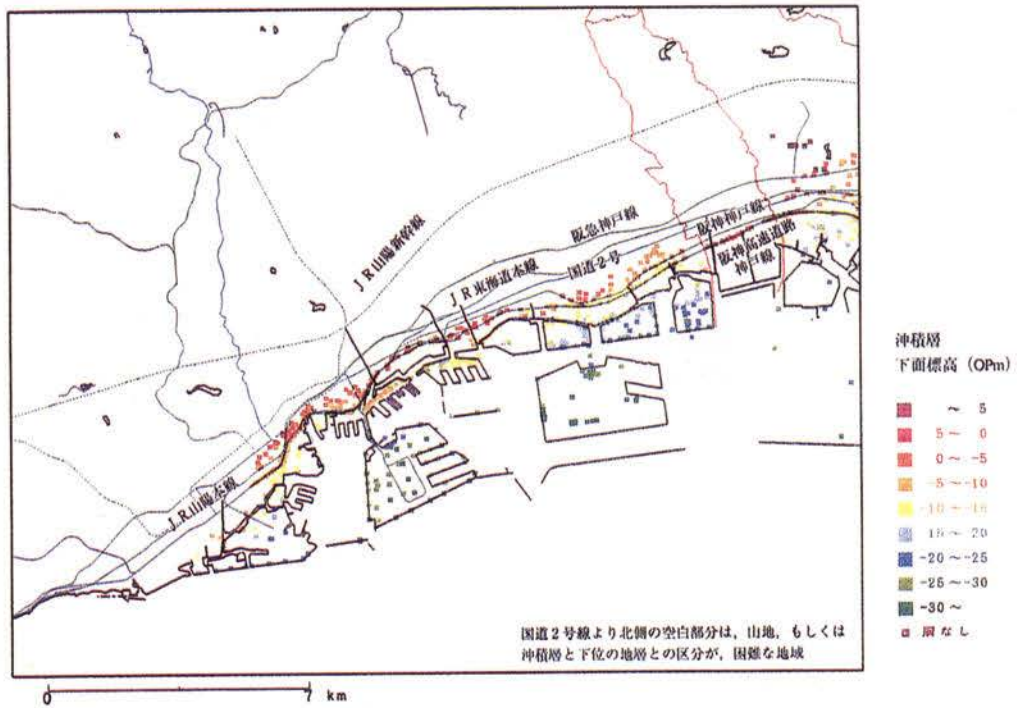 阪急神戸線
阪神神戸線
阪神高速道路
神戸線
JR山陽新幹線
JR東海道本線
国道2号
JR山陽本線
沖積層
下面標高 (OPm)
～ 5
5～ 0
0～ -5
-5～-10
-10～-15
-15～-20
-20～-25
-25～-30
-30～
層なし
国道2号線より北側の空白部分は，山地，もしくは
沖積層と下位の地層との区分が，困難な地域
0 7 km